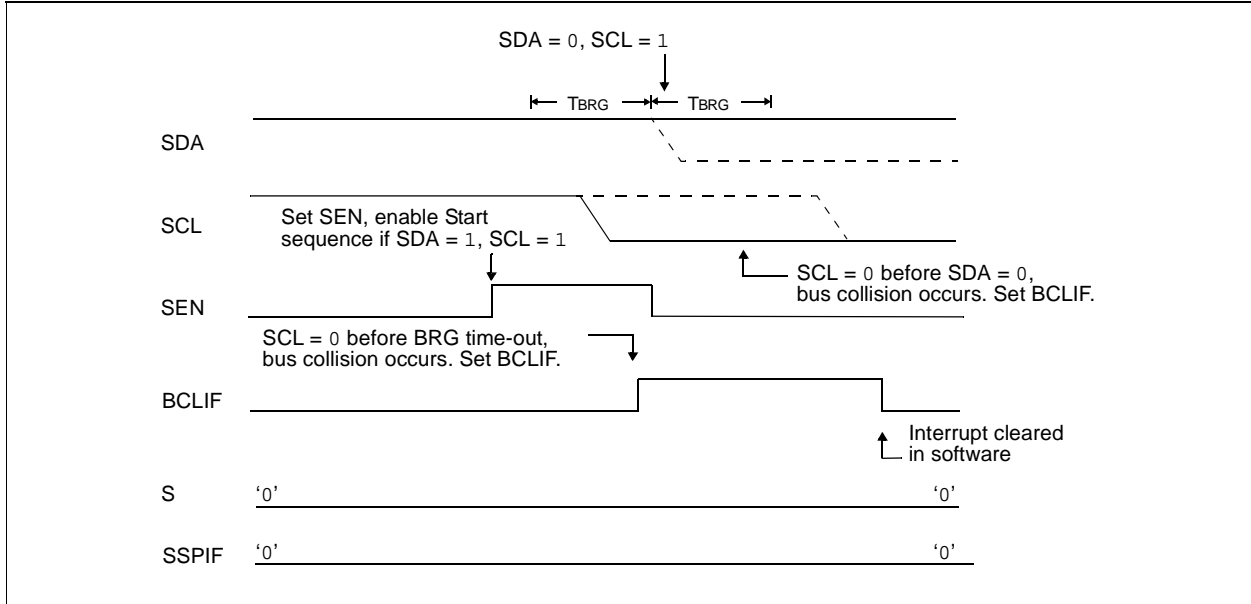 SDA = 0, SCL = 1
TBRG TBRG
SDA
SCL
Set SEN, enable Start
sequence if SDA = 1, SCL = 1
SCL = 0 before SDA = 0,
bus collision occurs. Set BCLIF.
SEN
SCL = 0 before BRG time-out,
bus collision occurs. Set BCLIF.
BCLIF
Interrupt cleared
in software
S ‘0’ ‘0’
SSPIF ‘0’ ‘0’